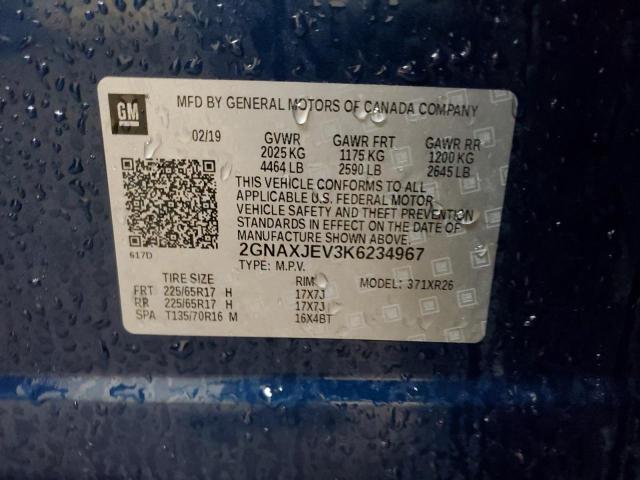 GM
MFD BY GENERAL MOTORS OF CANADA COMPANY
02/19 GVWR GAWR FRT GAWR RR
2025 KG 1175 KG 1200 KG
4464 LB 2590 LB 2645 LB
THIS VEHICLE CONFORMS TO ALL
APPLICABLE U.S. FEDERAL MOTOR
VEHICLE SAFETY AND THEFT PREVENTION
STANDARDS IN EFFECT ON THE DATE OF
MANUFACTURE SHOWN ABOVE.
617D
2GNAXJEV3K6234967
TYPE: M.P.V.
TIRE SIZE RIM MODEL: 371XR26
FRT 225/65R17 H 17X7J
RR 225/65R17 H 17X7J
SPA T135/70R16 M 16X4BT